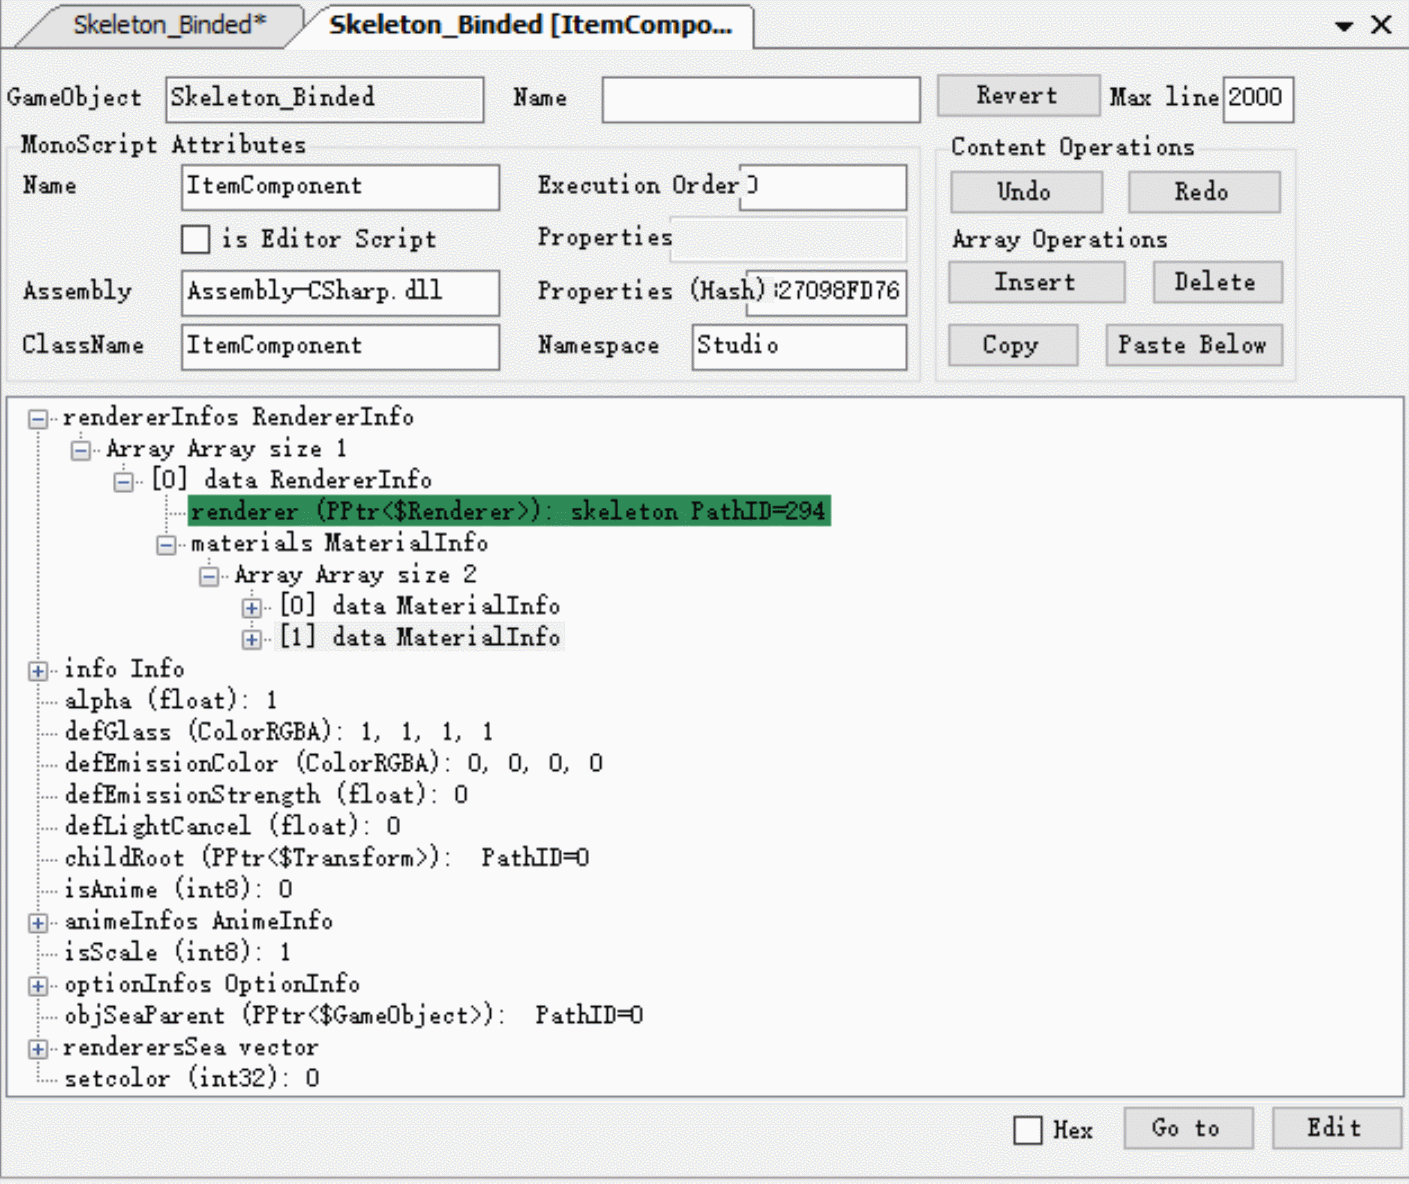 Skeleton_Binded*
Skeleton_Binded [ItemCompo...
GameObject Skeleton_Binded Name Revert Max line 2000
MonoScript Attributes
Content Operations
Name ItemComponent Execution Order 0
Undo Redo
is Editor Script Properties
Array Operations
Assembly Assembly-CSharp.dll Properties (Hash) 27098FD76
Insert Delete
ClassName ItemComponent Namespace Studio
Copy Paste Below
rendererInfos RendererInfo
Array Array size 1
[0] data RendererInfo
renderer (PPtr<$Renderer>): skeleton PathID=294
materials MaterialInfo
Array Array size 2
[0] data MaterialInfo
[1] data MaterialInfo
info Info
alpha (float): 1
defGlass (ColorRGBA): 1, 1, 1, 1
defEmissionColor (ColorRGBA): 0, 0, 0, 0
defEmissionStrength (float): 0
defLightCancel (float): 0
childRoot (PPtr<$Transform>): PathID=0
isAnime (int8): 0
animeInfos AnimeInfo
isScale (int8): 1
optionInfos OptionInfo
objSeaParent (PPtr<$GameObject>): PathID=0
renderersSea vector
setcolor (int32): 0
Hex Go to Edit